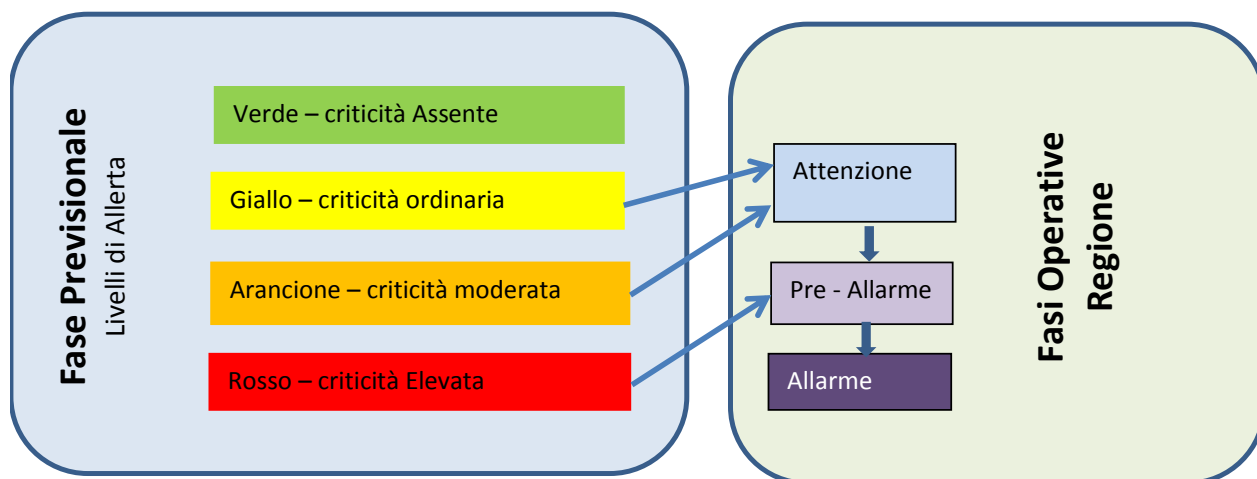 Fase Previsionale
Livelli di Allerta
Verde – criticità Assente
Giallo – criticità ordinaria
Arancione – criticità moderata
Rosso – criticità Elevata
Attenzione
Pre - Allarme
Allarme
Fasi Operative
Regione